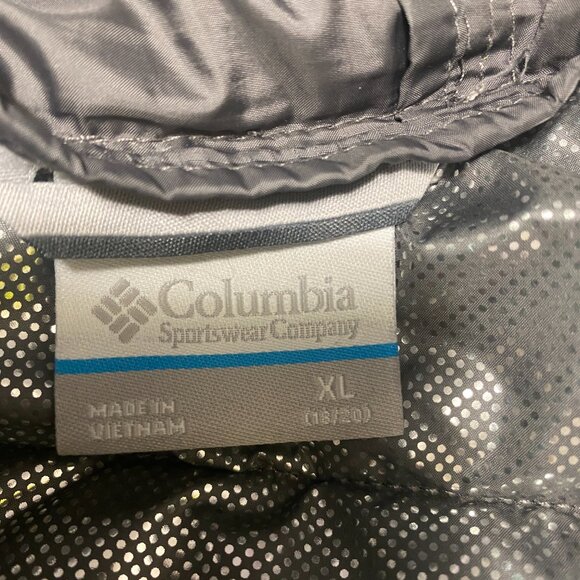 Columbia
Sportswear Company
XL
(18/20)
MADE IN
VIETNAM